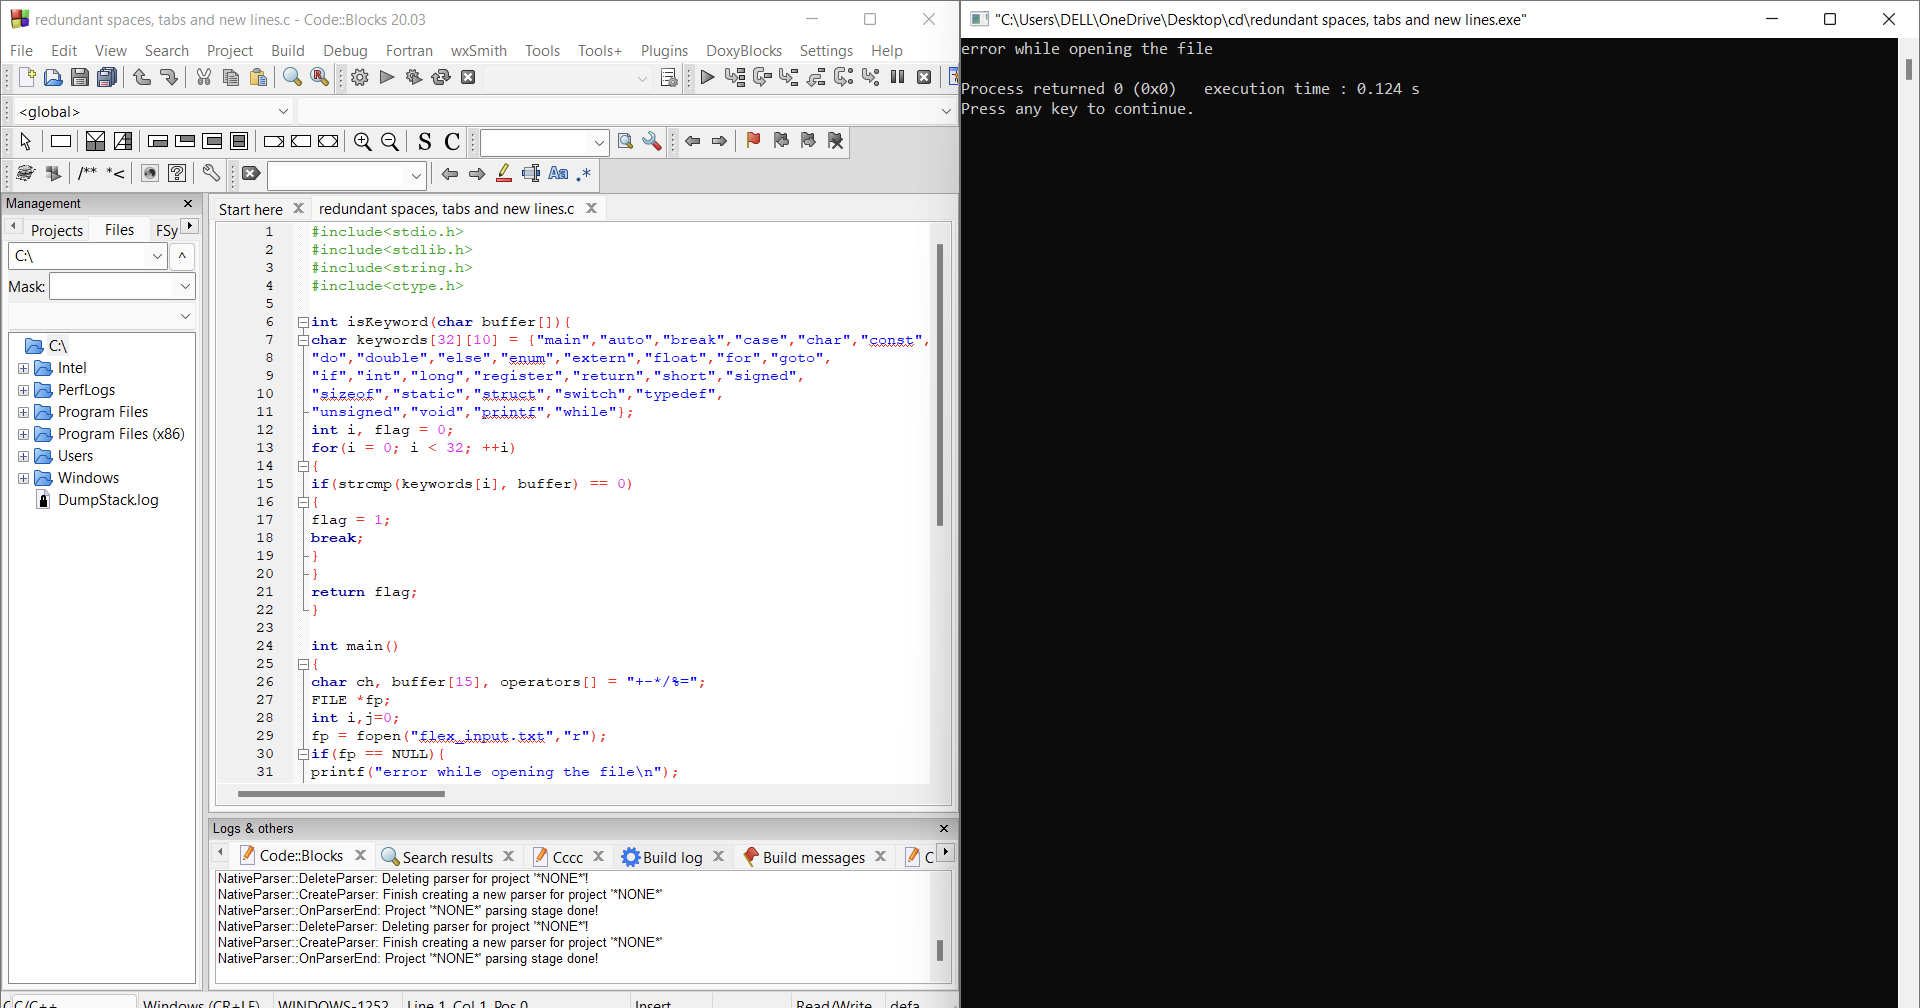 redundant spaces, tabs and new lines.c - Code::Blocks 20.03
File Edit View Search Project Build Debug Fortran wxSmith Tools Tools+ Plugins DoxyBlocks Settings Help
<global>
S C
/** *<
Aa .*
Management
Projects Files FSy
C:\
Mask:
C:\
Intel
PerfLogs
Program Files
Program Files (x86)
Users
Windows
DumpStack.log
Start here redundant spaces, tabs and new lines.c
1 #include<stdio.h>
2 #include<stdlib.h>
3 #include<string.h>
4 #include<ctype.h>
5
6 int isKeyword(char buffer[]){
7 char keywords[32][10] = {"main","auto","break","case","char","const",
8 "do","double","else","enum","extern","float","for","goto",
9 "if","int","long","register","return","short","signed",
10 "sizeof","static","struct","switch","typedef",
11 "unsigned","void","printf","while"};
12 int i, flag = 0;
13 for(i = 0; i < 32; ++i)
14 {
15 if(strcmp(keywords[i], buffer) == 0)
16 {
17 flag = 1;
18 break;
19 }
20 }
21 return flag;
22 }
23
24 int main()
25 {
26 char ch, buffer[15], operators[] = "+-*/%=";
27 FILE *fp;
28 int i,j=0;
29 fp = fopen("flex_input.txt","r");
30 if(fp == NULL){
31 printf("error while opening the file\n");
Logs & others
Code::Blocks Search results Cccc Build log Build messages C
NativeParser::DeleteParser: Deleting parser for project '*NONE*'!
NativeParser::CreateParser: Finish creating a new parser for project '*NONE*'
NativeParser::OnParserEnd: Project '*NONE*' parsing stage done!
NativeParser::DeleteParser: Deleting parser for project '*NONE*'!
NativeParser::CreateParser: Finish creating a new parser for project '*NONE*'
NativeParser::OnParserEnd: Project '*NONE*' parsing stage done!
C/C++ Windows (CR+LF) WINDOWS-1252 Line 1, Col 1, Pos 0 Insert Read/Write defa
"C:\Users\DELL\OneDrive\Desktop\cd\redundant spaces, tabs and new lines.exe"
error while opening the file
Process returned 0 (0x0) execution time : 0.124 s
Press any key to continue.